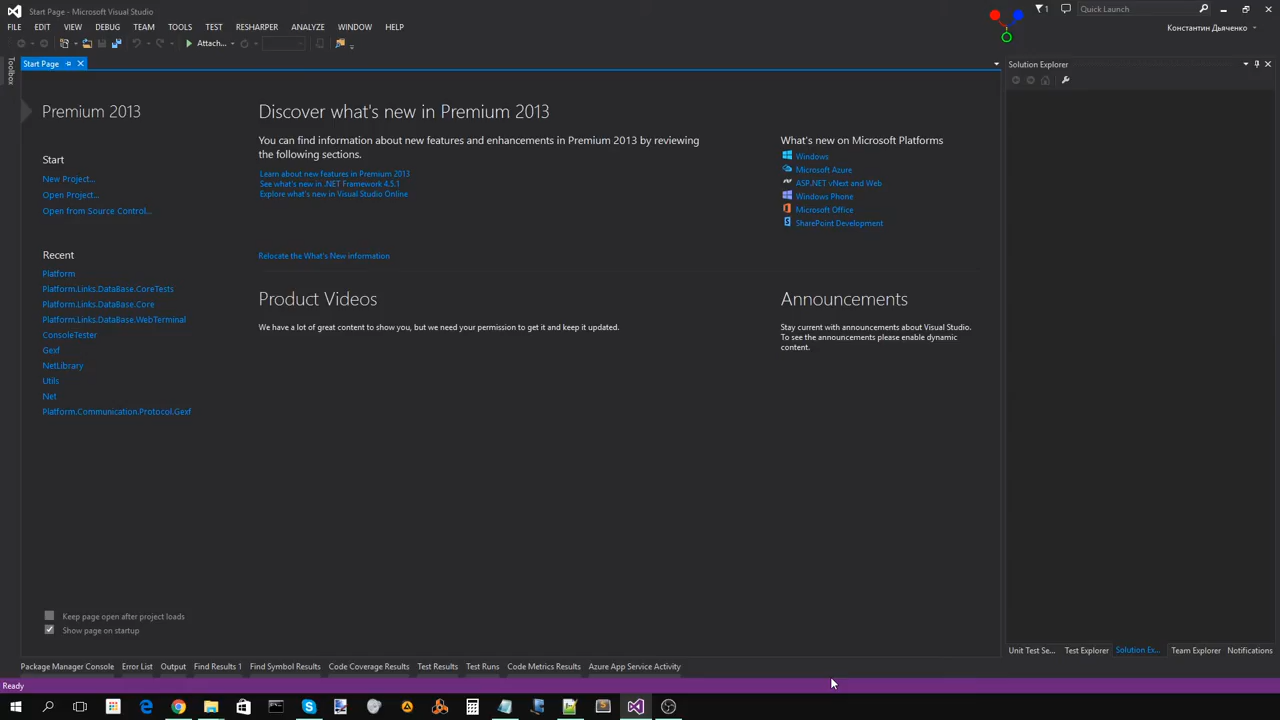 Start Page - Microsoft Visual Studio
1
Quick Launch
FILE EDIT VIEW DEBUG TEAM TOOLS TEST RESHARPER ANALYZE WINDOW HELP
Константин Дьяченко
Attach...
Toolbox
Start Page
Solution Explorer
Premium 2013
Start
New Project...
Open Project...
Open from Source Control...
Recent
Platform
Platform.Links.DataBase.CoreTests
Platform.Links.DataBase.Core
Platform.Links.DataBase.WebTerminal
ConsoleTester
Gexf
NetLibrary
Utils
Net
Platform.Communication.Protocol.Gexf
Keep page open after project loads
Show page on startup
Discover what's new in Premium 2013
You can find information about new features and enhancements in Premium 2013 by reviewing
the following sections.
Learn about new features in Premium 2013
See what's new in .NET Framework 4.5.1
Explore what's new in Visual Studio Online
Relocate the What's New information
What's new on Microsoft Platforms
Windows
Microsoft Azure
ASP.NET vNext and Web
Windows Phone
Microsoft Office
SharePoint Development
Product Videos
We have a lot of great content to show you, but we need your permission to get it and keep it updated.
Announcements
Stay current with announcements about Visual Studio.
To see the announcements please enable dynamic
content.
Unit Test Se... Test Explorer Solution Ex... Team Explorer Notifications
Package Manager Console Error List Output Find Results 1 Find Symbol Results Code Coverage Results Test Results Test Runs Code Metrics Results Azure App Service Activity
Ready